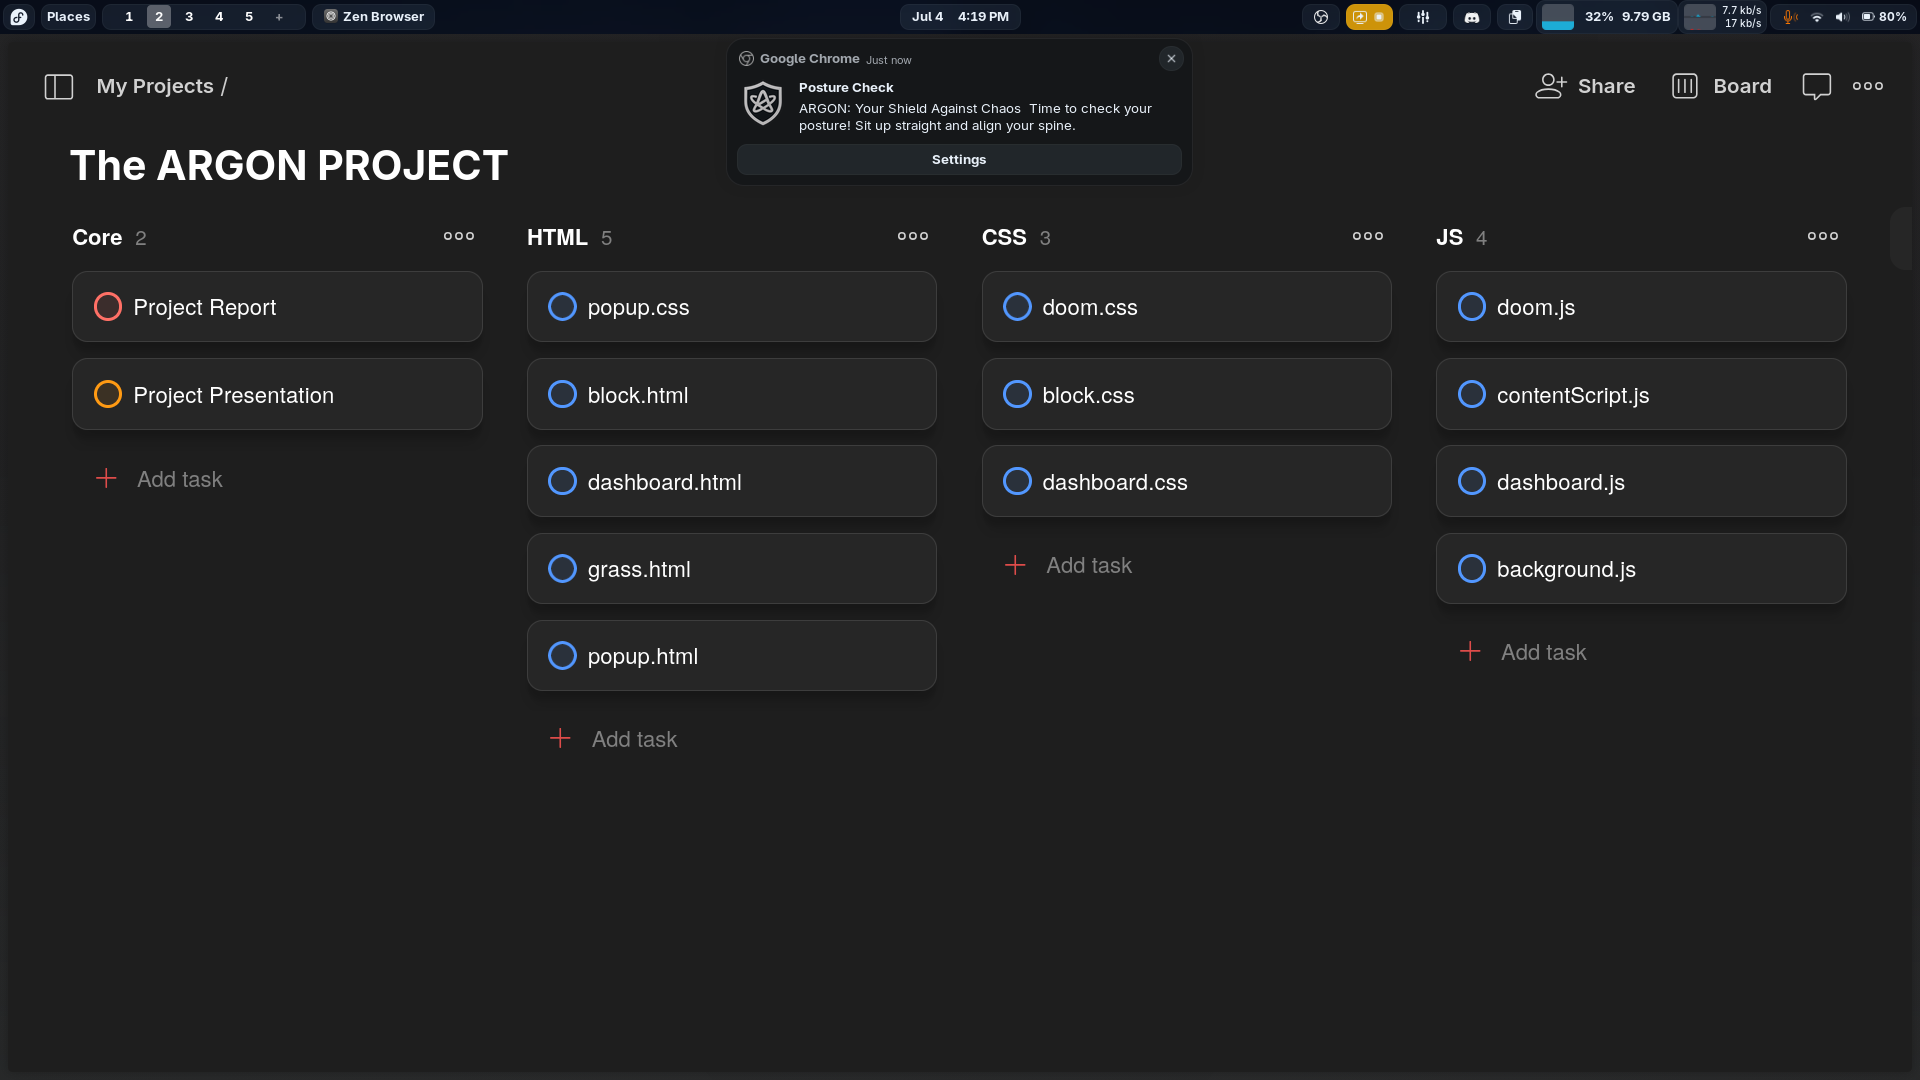 Places
1 2 3 4 5 +
Zen Browser
Jul 4 4:19 PM
32% 9.79 GB
7.7 kb/s
17 kb/s
80%
Google Chrome Just now
Posture Check
ARGON: Your Shield Against Chaos Time to check your
posture! Sit up straight and align your spine.
Settings
My Projects /
Share
Board
The ARGON PROJECT
Core 2
Project Report
Project Presentation
Add task
HTML 5
popup.css
block.html
dashboard.html
grass.html
popup.html
Add task
CSS 3
doom.css
block.css
dashboard.css
Add task
JS 4
doom.js
contentScript.js
dashboard.js
background.js
Add task